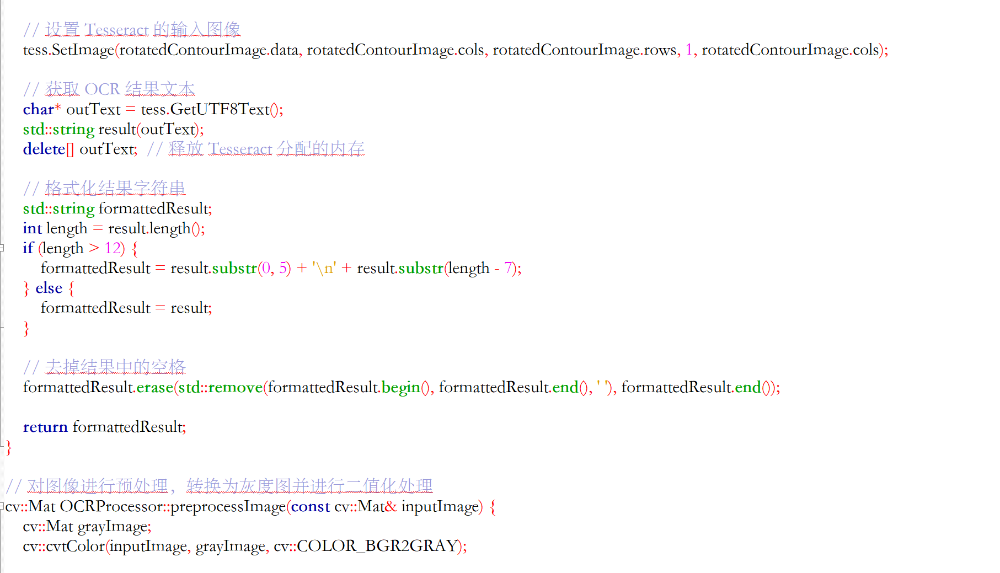 // 设置 Tesseract 的输入图像
tess.SetImage(rotatedContourImage.data, rotatedContourImage.cols, rotatedContourImage.rows, 1, rotatedContourImage.cols);
// 获取 OCR 结果文本
char* outText = tess.GetUTF8Text();
std::string result(outText);
delete[] outText;  // 释放 Tesseract 分配的内存
// 格式化结果字符串
std::string formattedResult;
int length = result.length();
if (length > 12) {
    formattedResult = result.substr(0, 5) + '\n' + result.substr(length - 7);
} else {
    formattedResult = result;
}
// 去掉结果中的空格
formattedResult.erase(std::remove(formattedResult.begin(), formattedResult.end(), ' '), formattedResult.end());
return formattedResult;
}
// 对图像进行预处理，转换为灰度图并进行二值化处理
cv::Mat OCRProcessor::preprocessImage(const cv::Mat& inputImage) {
    cv::Mat grayImage;
    cv::cvtColor(inputImage, grayImage, cv::COLOR_BGR2GRAY);